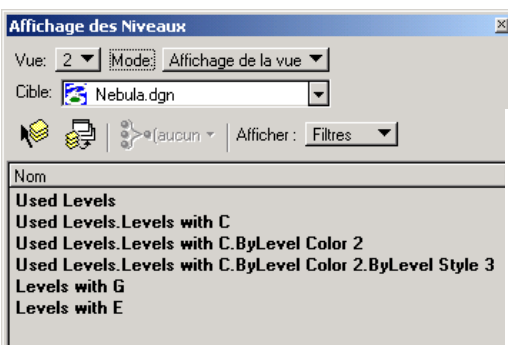 Affichage des Niveaux
Vue: 2 Mode: Affichage de la vue
Cible: Nebula.dgn
(aucun Afficher : Filtres
Nom
Used Levels
Used Levels.Levels with C
Used Levels.Levels with C.ByLevel Color 2
Used Levels.Levels with C.ByLevel Color 2.ByLevel Style 3
Levels with G
Levels with E